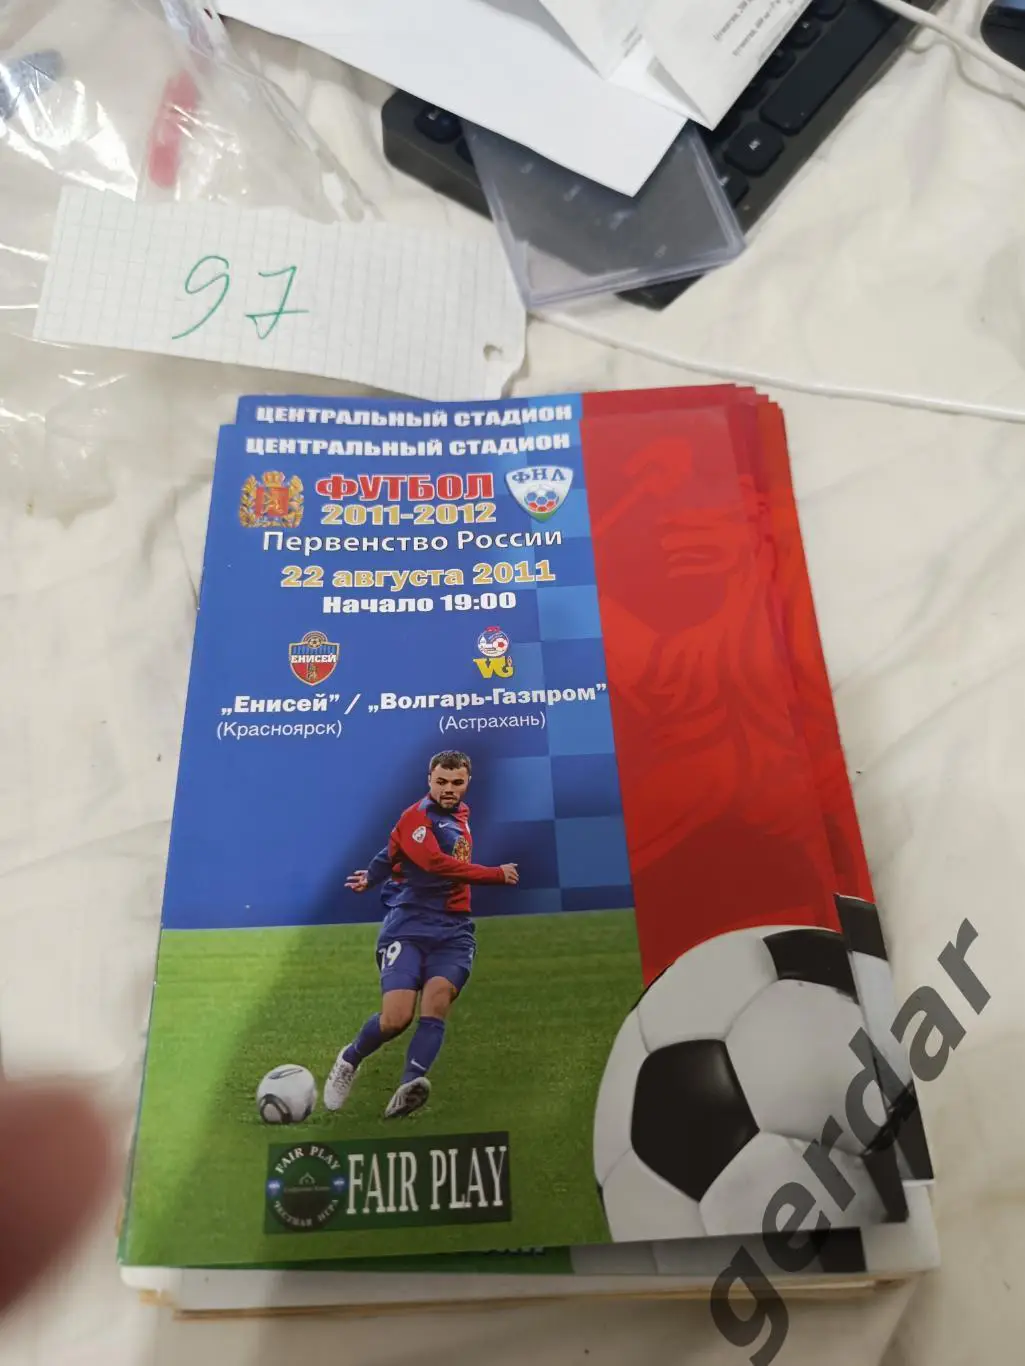 97
ЦЕНТРАЛЬНЫЙ СТАДИОН
ЦЕНТРАЛЬНЫЙ СТАДИОН
ФУТБОЛ
ФНЛ
2011-2012
Первенство России
22 августа 2011
Начало 19:00
ЕНИСЕЙ
VG
„Енисей” / „Волгарь-Газпром”
(Красноярск) (Астрахань)
19
FAIR PLAY
ЧЕСТНАЯ ИГРА
FAIR PLAY
gerdar